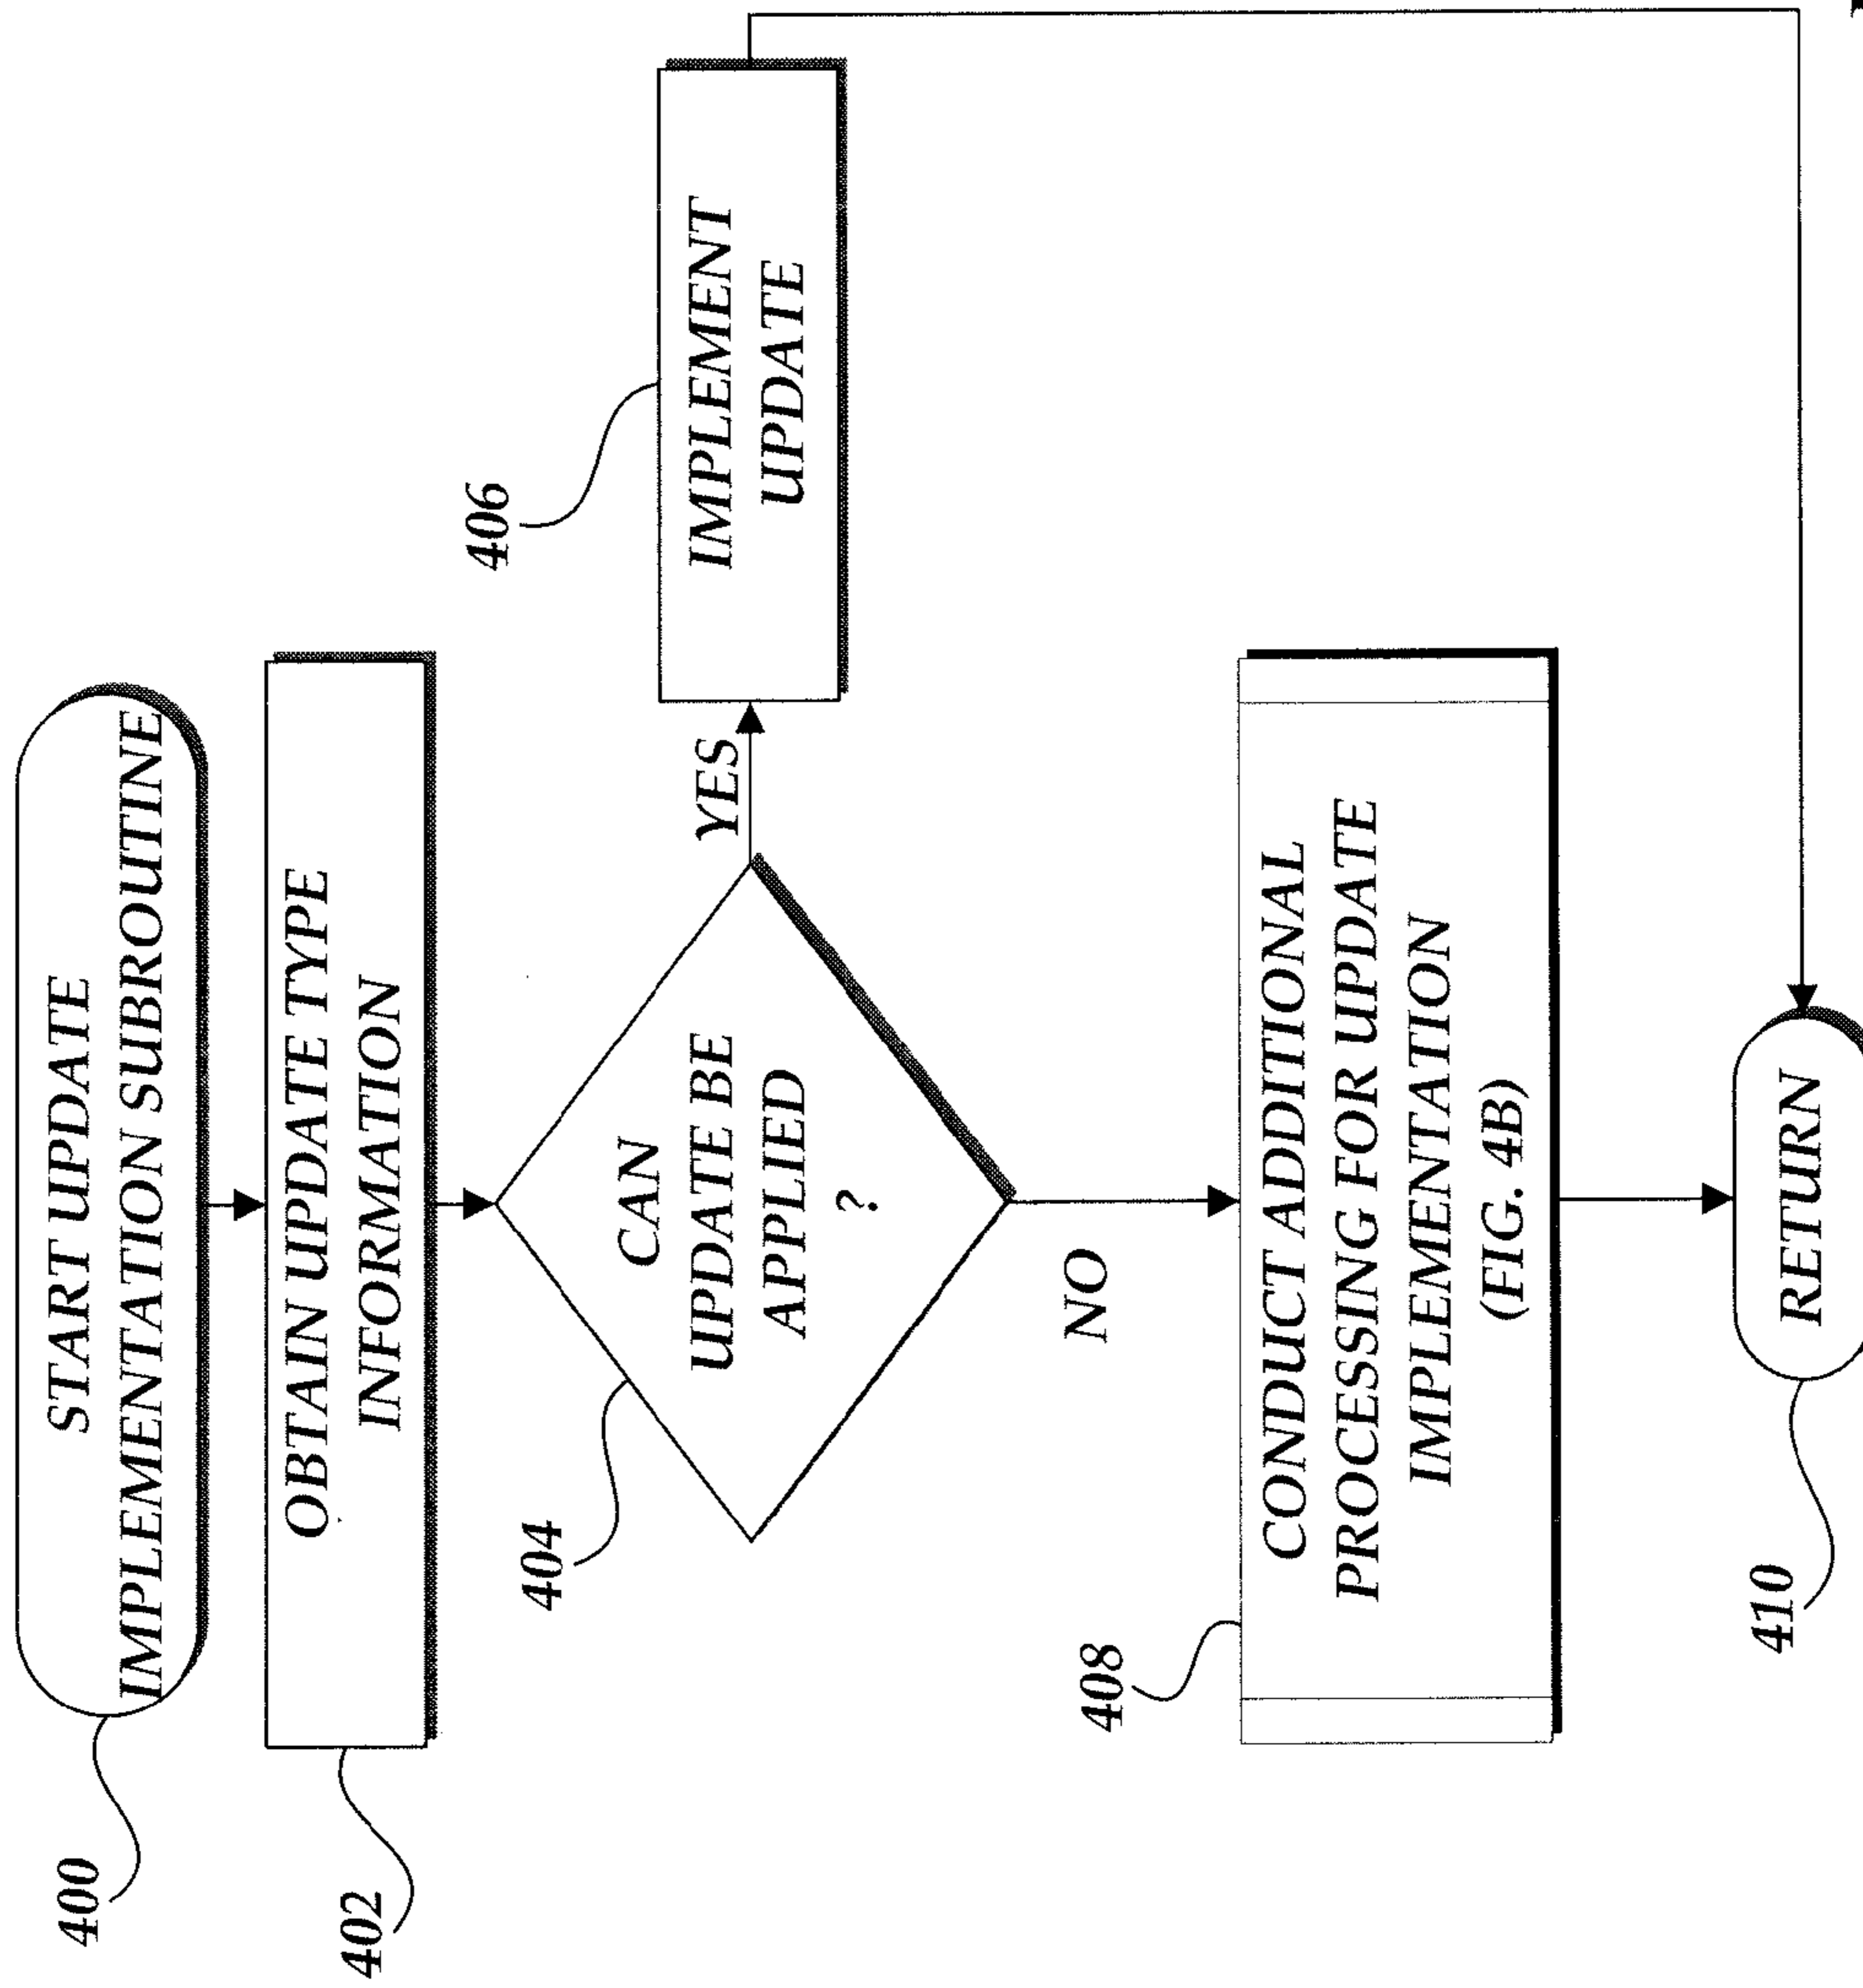 400
START UPDATE
IMPLEMENTATION SUBROUTINE
402
OBTAIN UPDATE TYPE
INFORMATION
404
CAN
UPDATE BE
APPLIED
?
YES
406
IMPLEMENT
UPDATE
NO
408
CONDUCT ADDITIONAL
PROCESSING FOR UPDATE
IMPLEMENTATION
(FIG. 4B)
410
RETURN